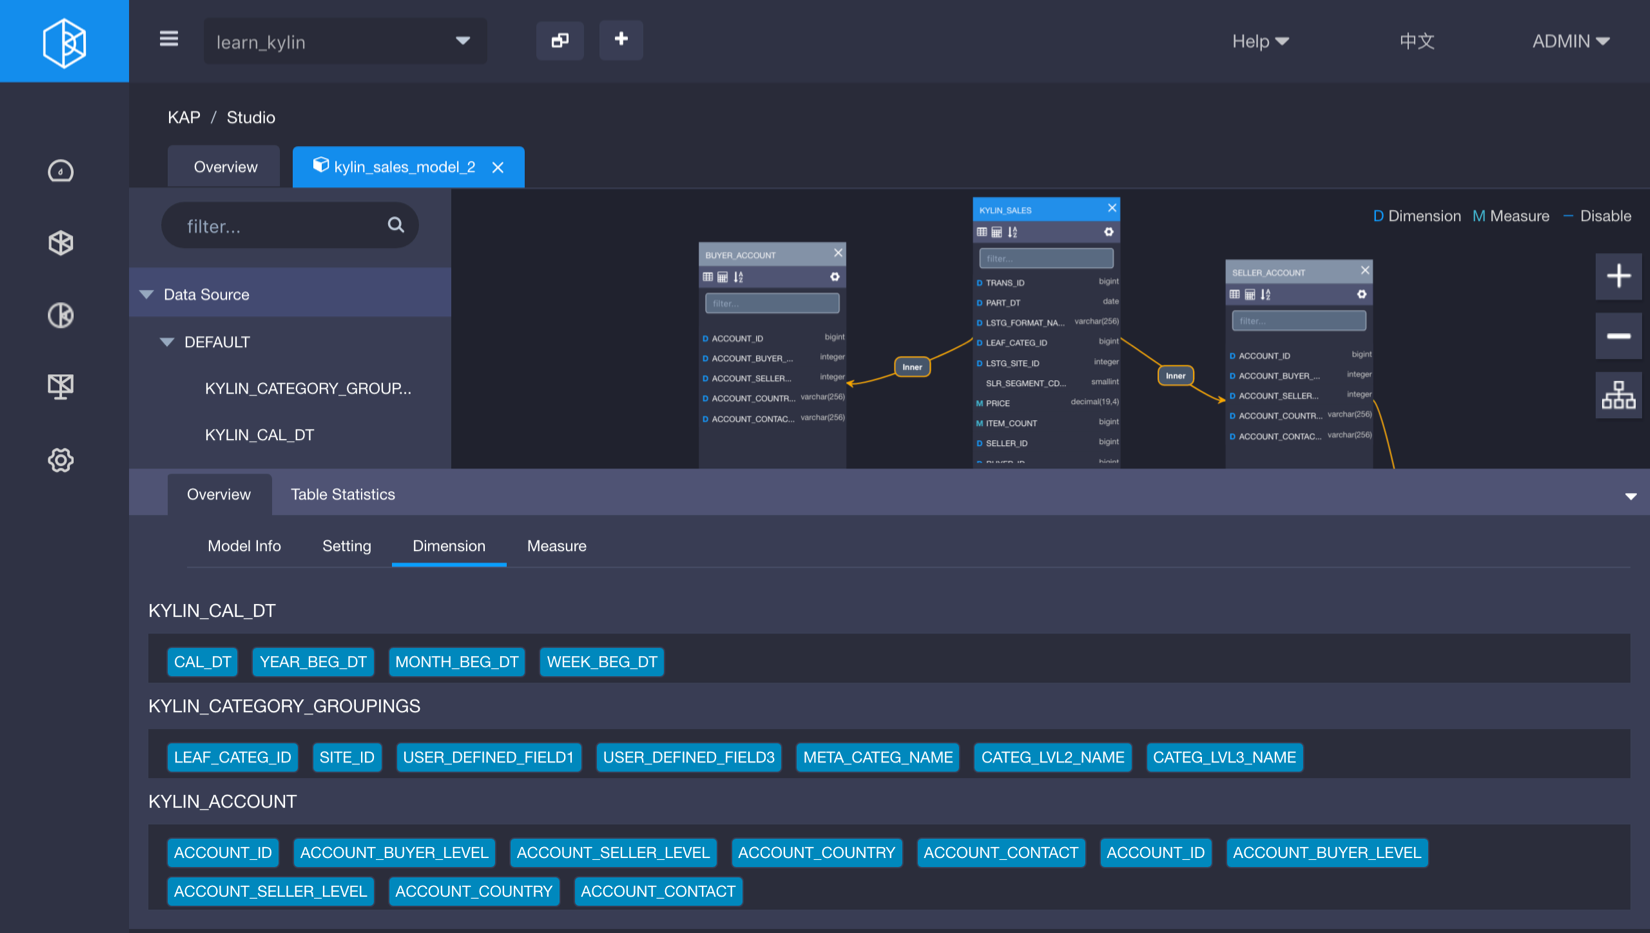 learn_kylin
Help
中文
ADMIN
KAP / Studio
Overview
kylin_sales_model_2
filter...
Data Source
DEFAULT
KYLIN_CATEGORY_GROUP...
KYLIN_CAL_DT
D Dimension M Measure – Disable
BUYER_ACCOUNT
filter...
D ACCOUNT_ID bigint
D ACCOUNT_BUYER_... integer
D ACCOUNT_SELLER... integer
D ACCOUNT_COUNTR... varchar(256)
D ACCOUNT_CONTAC... varchar(256)
Inner
KYLIN_SALES
filter...
D TRANS_ID bigint
D PART_DT date
D LSTG_FORMAT_NA... varchar(256)
D LEAF_CATEG_ID bigint
D LSTG_SITE_ID integer
SLR_SEGMENT_CD... smallint
M PRICE decimal(19,4)
M ITEM_COUNT bigint
D SELLER_ID bigint
D BUYER_ID bigint
Inner
SELLER_ACCOUNT
filter...
D ACCOUNT_ID bigint
D ACCOUNT_BUYER_... integer
D ACCOUNT_SELLER... integer
D ACCOUNT_COUNTR... varchar(256)
D ACCOUNT_CONTAC... varchar(256)
Overview Table Statistics
Model Info Setting Dimension Measure
KYLIN_CAL_DT
CAL_DT YEAR_BEG_DT MONTH_BEG_DT WEEK_BEG_DT
KYLIN_CATEGORY_GROUPINGS
LEAF_CATEG_ID SITE_ID USER_DEFINED_FIELD1 USER_DEFINED_FIELD3 META_CATEG_NAME CATEG_LVL2_NAME CATEG_LVL3_NAME
KYLIN_ACCOUNT
ACCOUNT_ID ACCOUNT_BUYER_LEVEL ACCOUNT_SELLER_LEVEL ACCOUNT_COUNTRY ACCOUNT_CONTACT ACCOUNT_ID ACCOUNT_BUYER_LEVEL
ACCOUNT_SELLER_LEVEL ACCOUNT_COUNTRY ACCOUNT_CONTACT